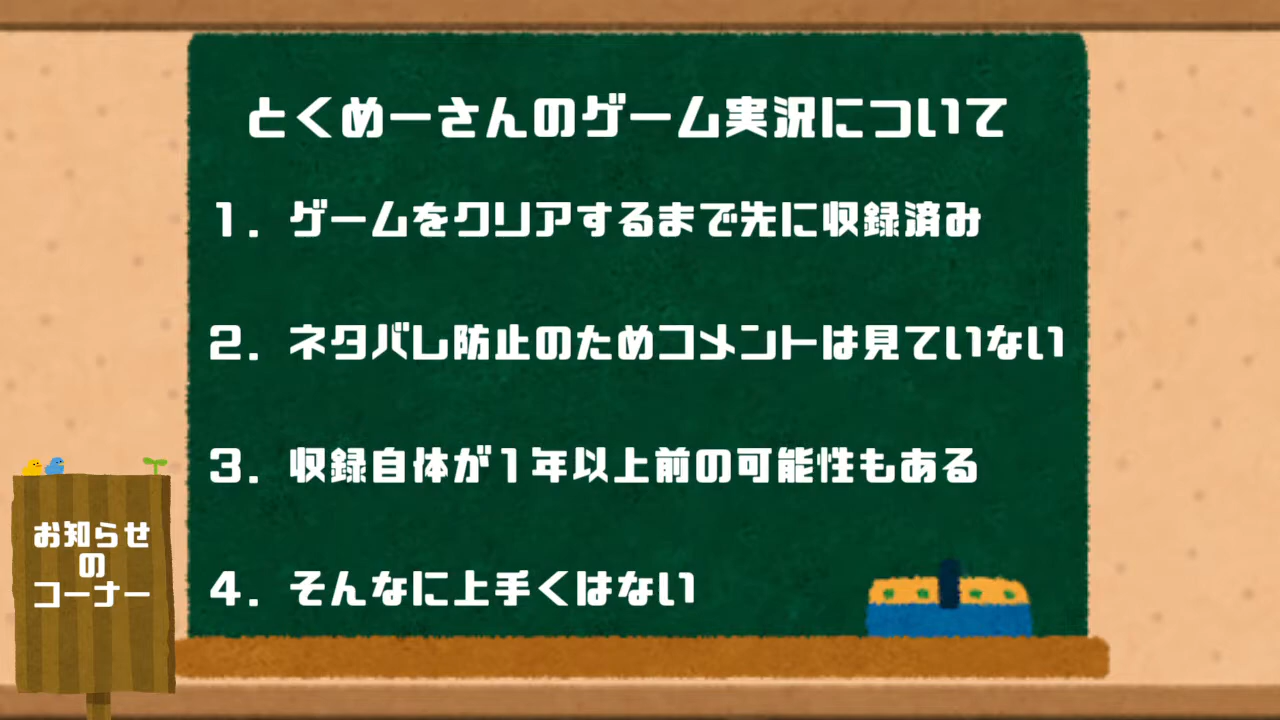 とくめーさんのゲーム実況について
1. ゲームをクリアするまで先に収録済み
2. ネタバレ防止のためコメントは見ていない
3. 収録自体が1年以上前の可能性もある
4. そんなに上手くはない
お知らせ
の
コーナー